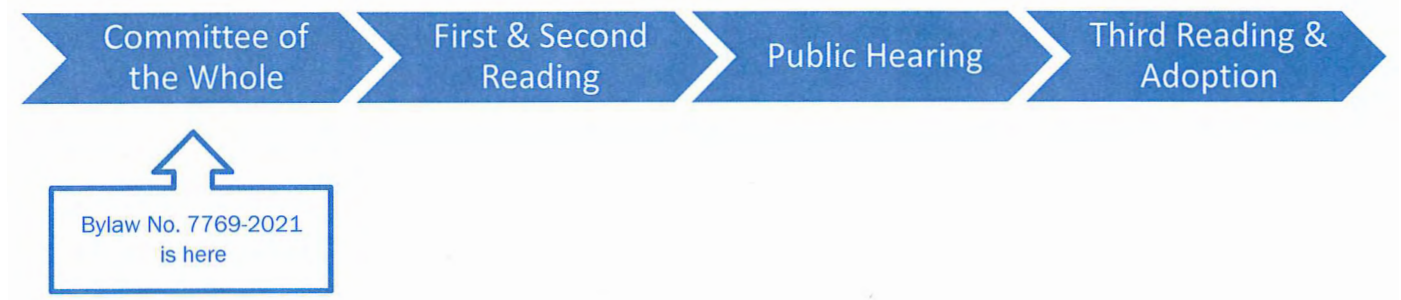 Committee of
the Whole
First & Second
Reading
Public Hearing
Third Reading &
Adoption
Bylaw No. 7769-2021
is here